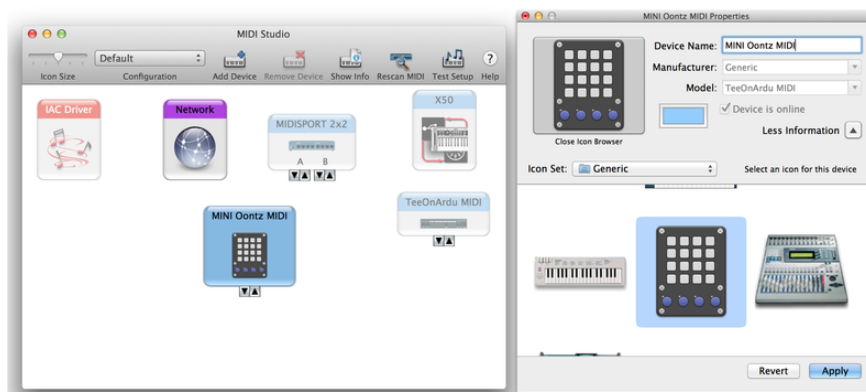 MIDI Studio
Default
Icon Size
Configuration
Add Device
Remove Device
Show Info
Rescan MIDI
Test Setup
?
Help
IAC Driver
Network
MIDISPORT 2x2
A B
X50
MINI Oontz MIDI
TeeOnArdu MIDI
MINI Oontz MIDI Properties
Device Name: MINI Oontz MIDI
Manufacturer: Generic
Model: TeeOnArdu MIDI
Device is online
Less Information
Close Icon Browser
Icon Set: Generic
Select an icon for this device
Revert
Apply